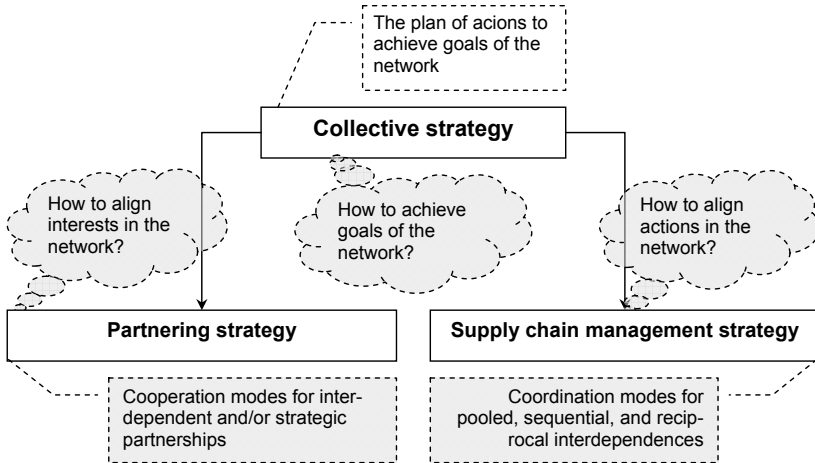 The plan of acions to
achieve goals of the
network
Collective strategy
How to align
interests in the
network?
How to achieve
goals of the
network?
How to align
actions in the
network?
Partnering strategy
Supply chain management strategy
Cooperation modes for inter-
dependent and/or strategic
partnerships
Coordination modes for
pooled, sequential, and recip-
rocal interdependences